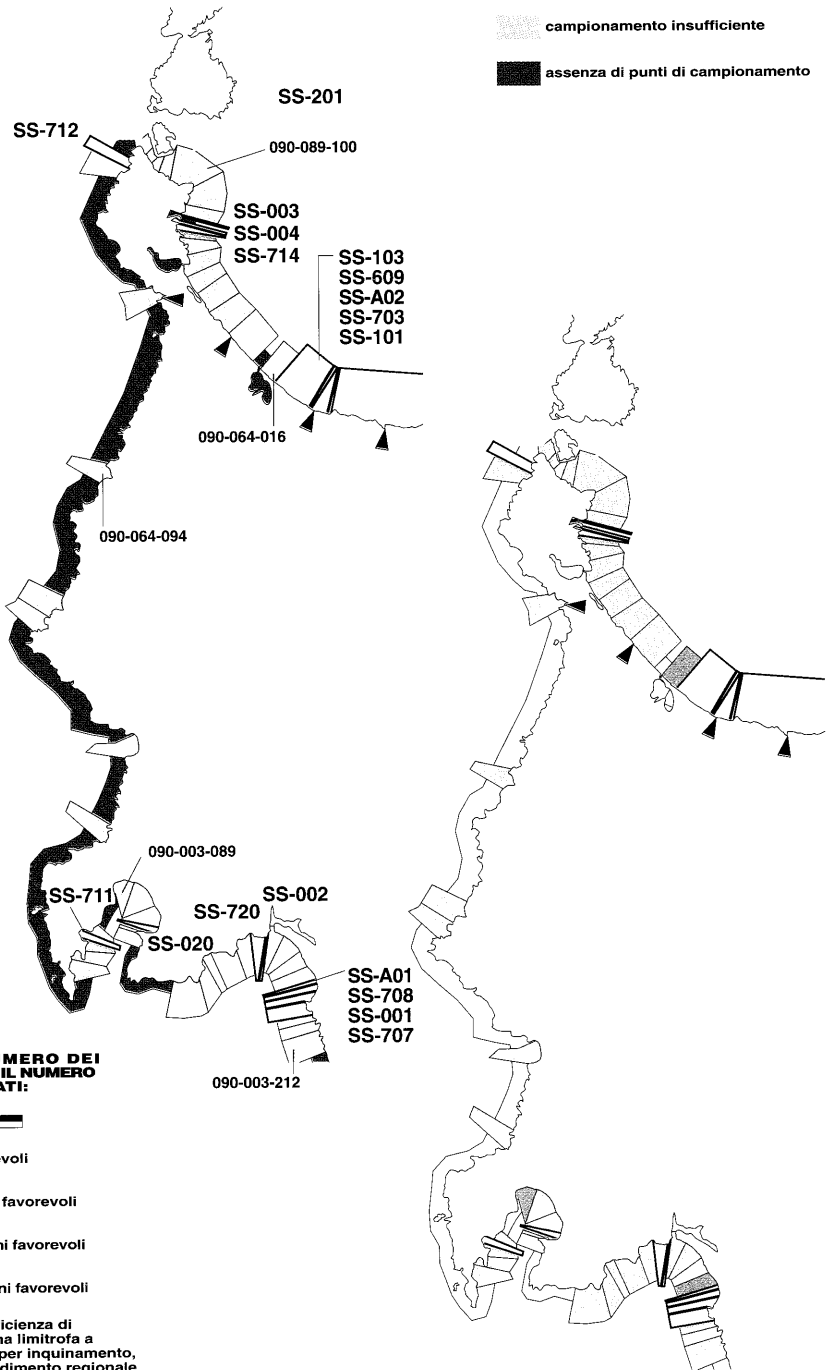 campionamento insufficiente
assenza di punti di campionamento
SS-201
SS-712
090-089-100
SS-003
SS-004
SS-714
SS-103
SS-609
SS-A02
SS-703
SS-101
090-064-016
090-064-094
090-003-089
SS-711
SS-002
SS-720
SS-020
SS-A01
SS-708
SS-001
SS-707
090-003-212
MERO DEI
IL NUMERO
ATI:
evoli
favorevoli
ni favorevoli
ni favorevoli
icienza di
na limitrofa a
per inquinamento,
dimento regionale